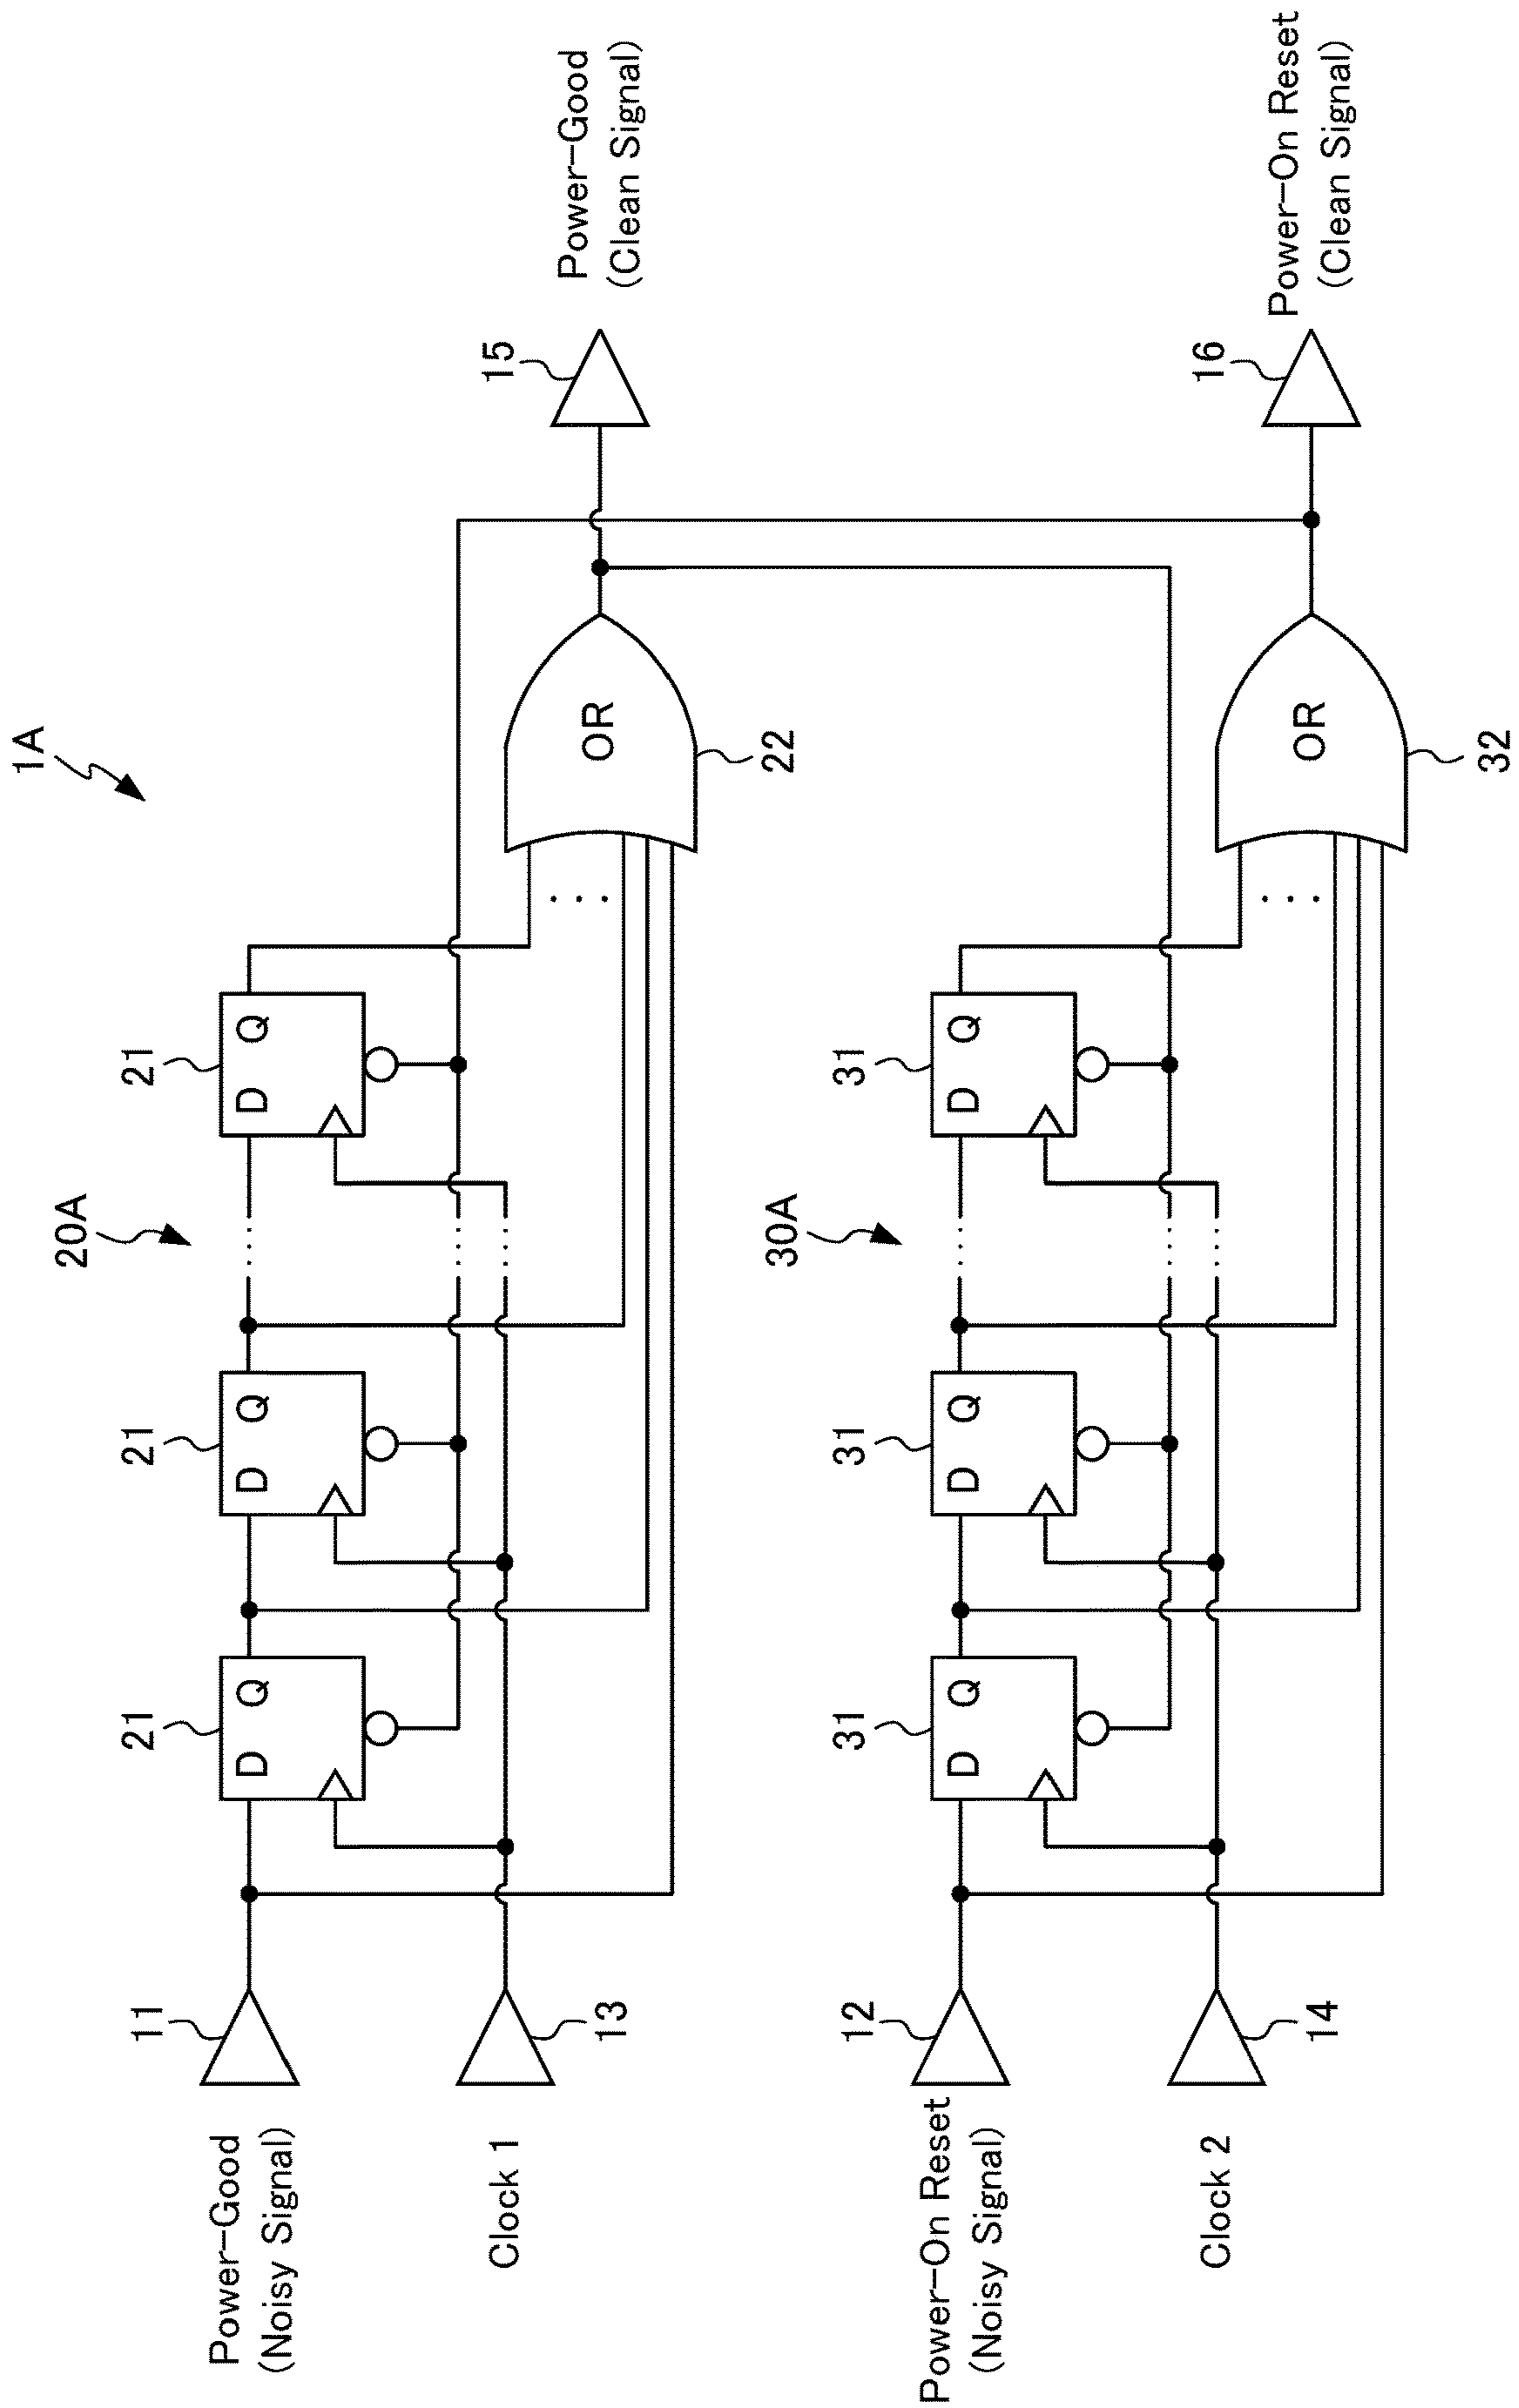 1A
20A
21
21
21
D Q
D Q
D Q
11
Power-Good
(Noisy Signal)
13
Clock 1
OR
22
. . .
15
Power-Good
(Clean Signal)
30A
31
31
31
D Q
D Q
D Q
12
Power-On Reset
(Noisy Signal)
14
Clock 2
OR
32
. . .
16
Power-On Reset
(Clean Signal)